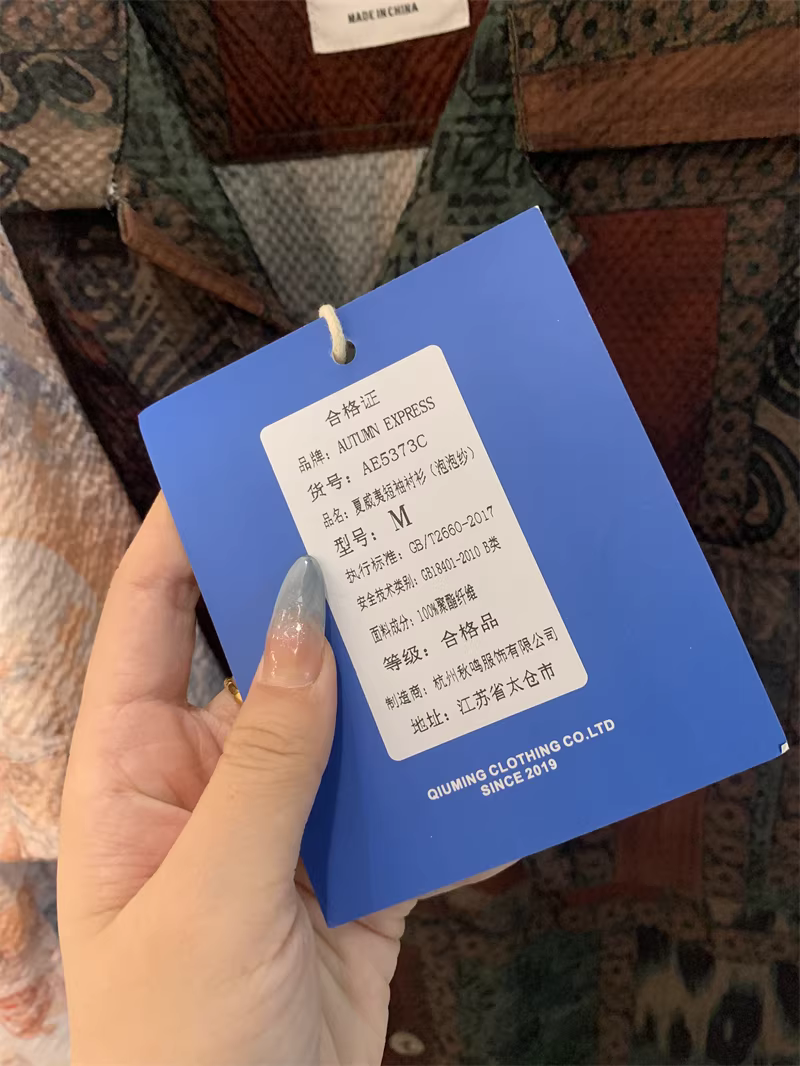 MADE IN CHINA
合格证
品牌：AUTUMN EXPRESS
货号：AE5373C
品名：夏威夷短袖衬衫（泡泡纱）
型号：M
执行标准：GB/T2660-2017
安全技术类别：GB18401-2010 B类
面料成分：100%聚酯纤维
等级：合格品
制造商：杭州秋鸣服饰有限公司
地址：江苏省太仓市
QIUMING CLOTHING CO.LTD
SINCE 2019